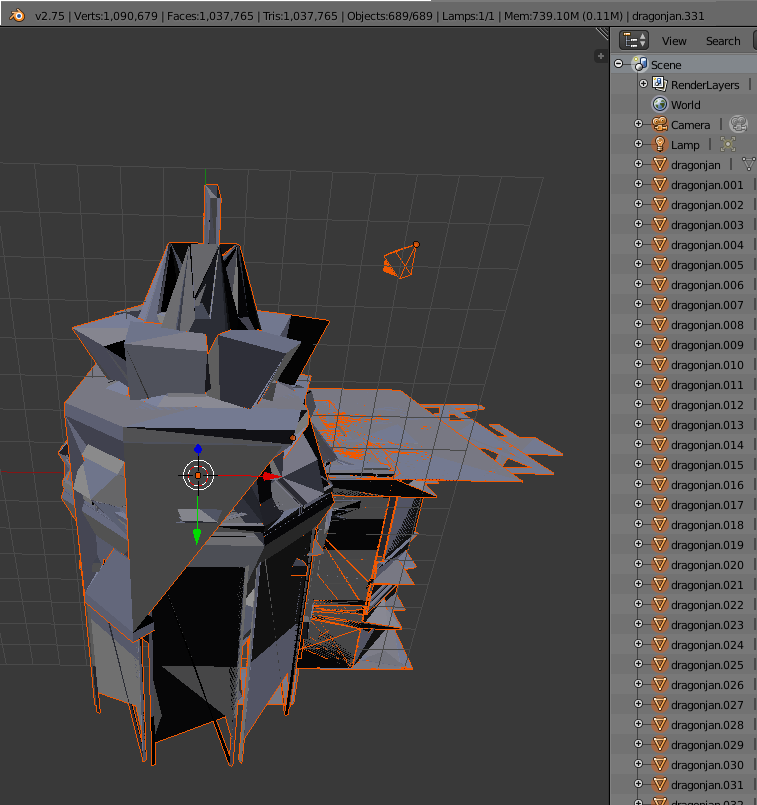 v2.75 | Verts:1,090,679 | Faces:1,037,765 | Tris:1,037,765 | Objects:689/689 | Lamps:1/1 | Mem:739.10M (0.11M) | dragonjan.331
View Search
Scene
RenderLayers |
World
Camera |
Lamp |
dragonjan |
dragonjan.001
dragonjan.002
dragonjan.003
dragonjan.004
dragonjan.005
dragonjan.006
dragonjan.007
dragonjan.008
dragonjan.009
dragonjan.010
dragonjan.011
dragonjan.012
dragonjan.013
dragonjan.014
dragonjan.015
dragonjan.016
dragonjan.017
dragonjan.018
dragonjan.019
dragonjan.020
dragonjan.021
dragonjan.022
dragonjan.023
dragonjan.024
dragonjan.025
dragonjan.026
dragonjan.027
dragonjan.028
dragonjan.029
dragonjan.030
dragonjan.031
dragonjan.032